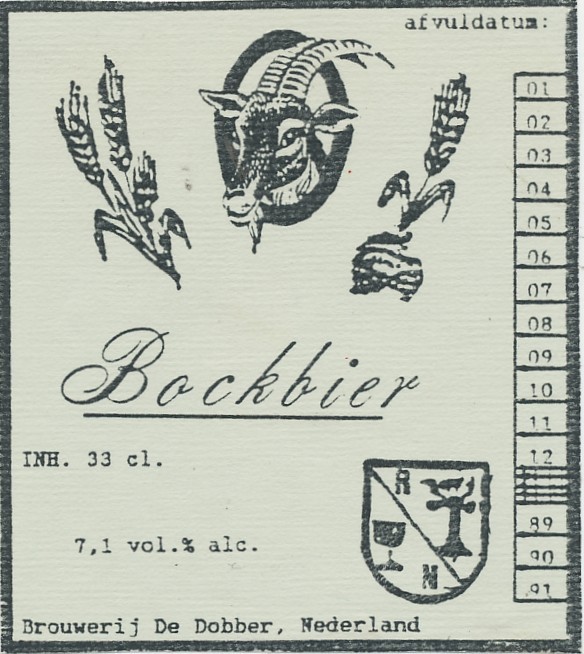 afvuldatum:
01
02
03
04
05
06
07
08
09
10
11
12
89
90
91
Bockbier
INH. 33 cl.
7,1 vol.% alc.
A
N
Brouwerij De Dobber, Nederland